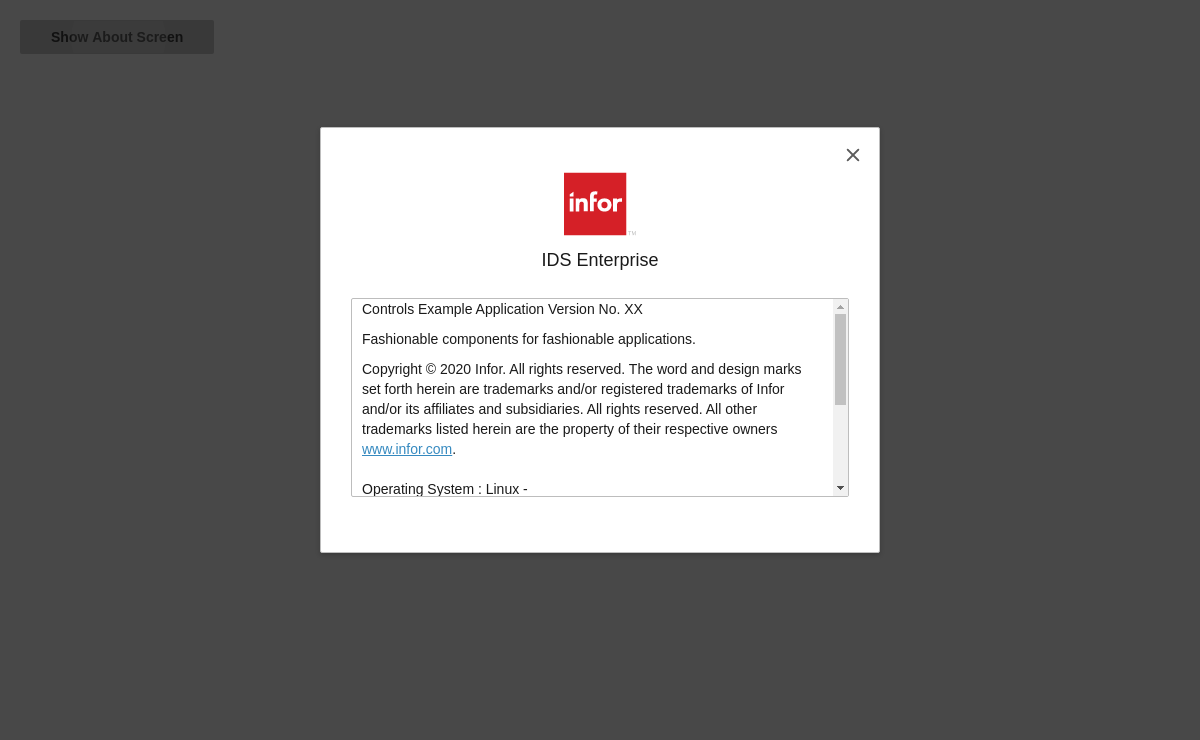 Show About Screen
infor
TM
IDS Enterprise
Controls Example Application Version No. XX
Fashionable components for fashionable applications.
Copyright © 2020 Infor. All rights reserved. The word and design marks
set forth herein are trademarks and/or registered trademarks of Infor
and/or its affiliates and subsidiaries. All rights reserved. All other
trademarks listed herein are the property of their respective owners
www.infor.com.
Operating System : Linux -